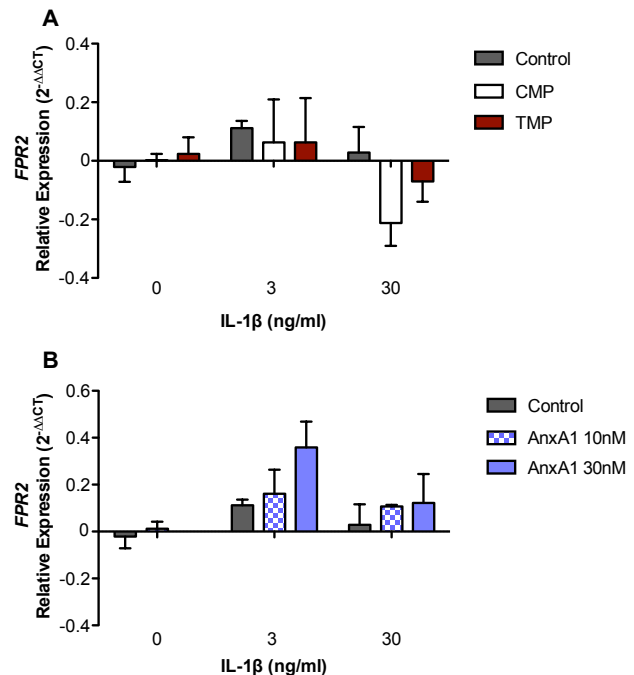 A
FPR2
Relative Expression (2^-ΔΔCT)
0.4
0.2
0
-0.2
-0.4
0 3 30
IL-1β (ng/ml)
Control
CMP
TMP
B
FPR2
Relative Expression (2^-ΔΔCT)
0.6
0.4
0.2
0
-0.2
-0.4
0 3 30
IL-1β (ng/ml)
Control
AnxA1 10nM
AnxA1 30nM